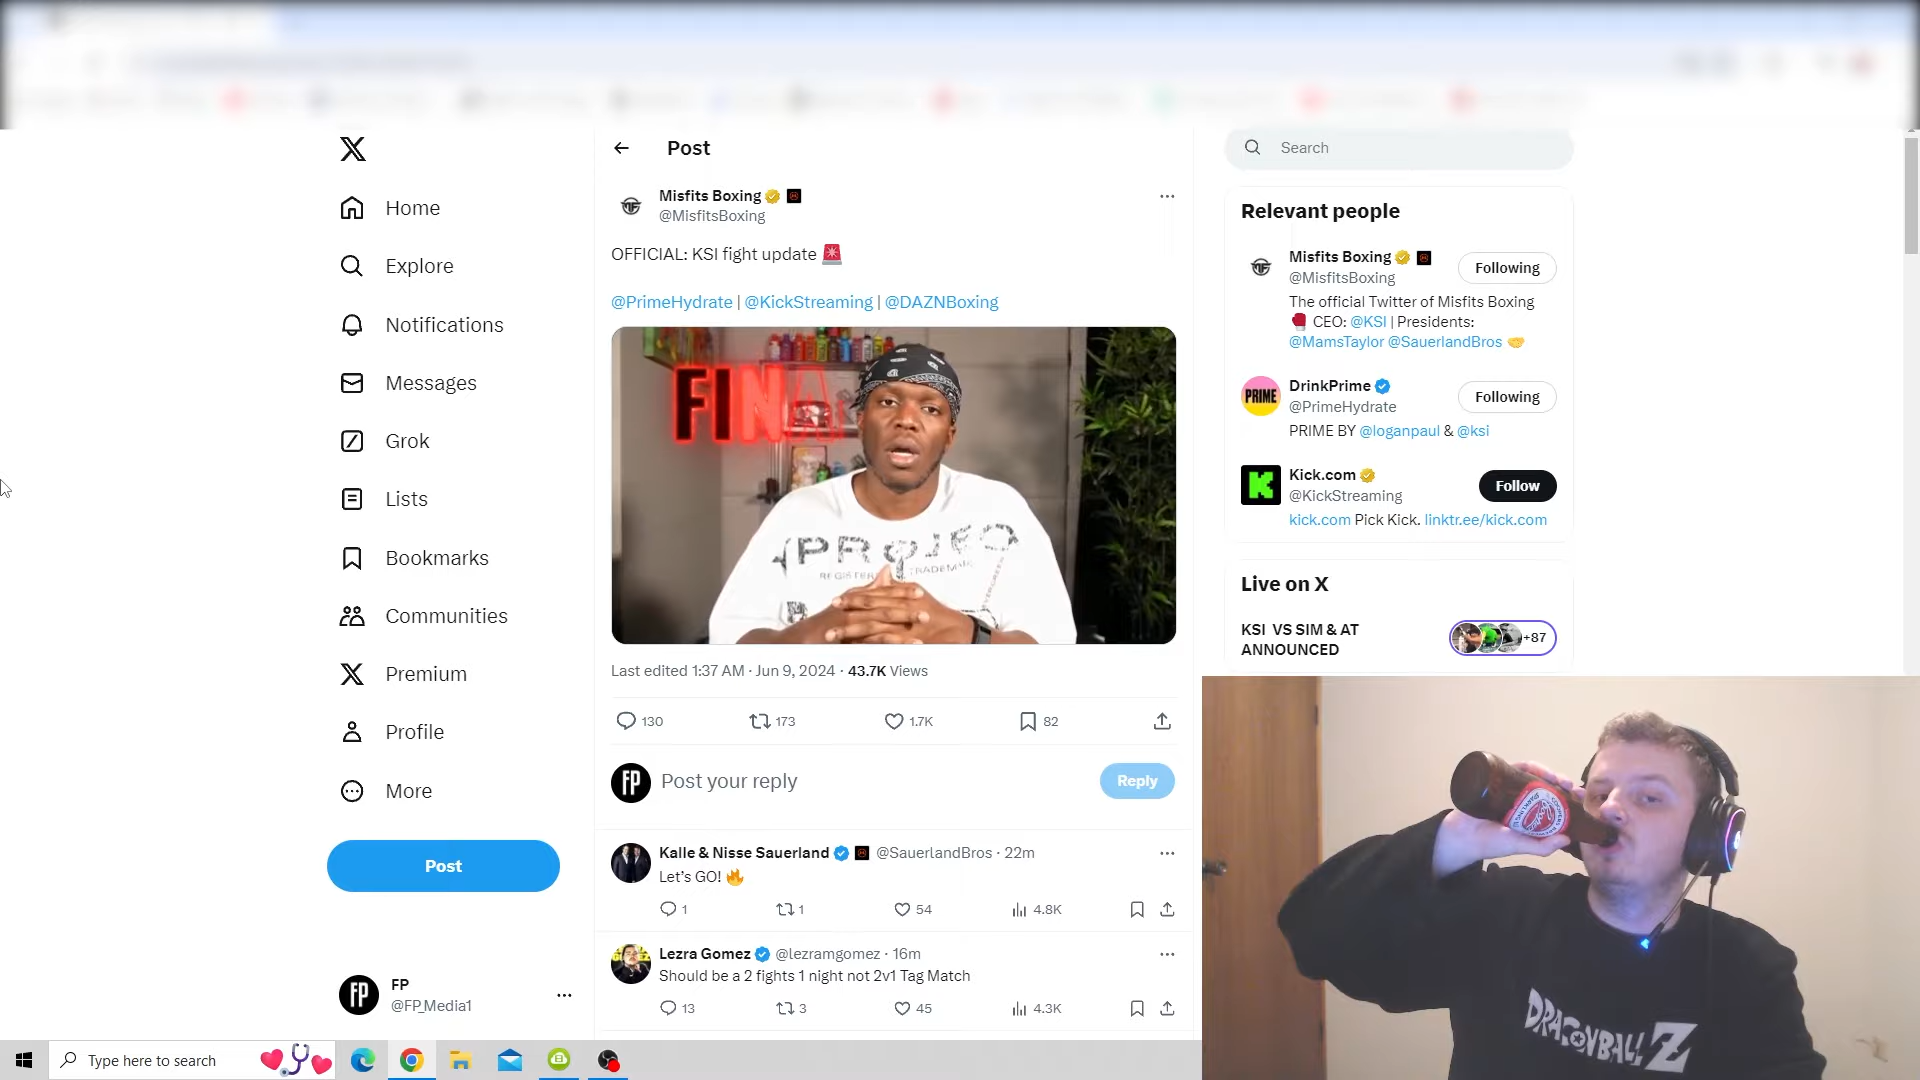 Post
Search
Home
Explore
Notifications
Messages
Grok
Lists
Bookmarks
Communities
Premium
Profile
More
Post
FP
@FP_Media1
Misfits Boxing
@MisfitsBoxing
OFFICIAL: KSI fight update
@PrimeHydrate | @KickStreaming | @DAZNBoxing
FINA
REGISTER TRADEMARK
Last edited 1:37 AM · Jun 9, 2024 · 43.7K Views
130 173 1.7K 82
FP Post your reply Reply
Kalle & Nisse Sauerland @SauerlandBros · 22m
Let's GO!
1 1 54 4.8K
Lezra Gomez @lezramgomez · 16m
Should be a 2 fights 1 night not 2v1 Tag Match
13 3 45 4.3K
Relevant people
Misfits Boxing
@MisfitsBoxing
Following
The official Twitter of Misfits Boxing
CEO: @KSI | Presidents:
@MamsTaylor @SauerlandBros
PRIME
DrinkPrime
@PrimeHydrate
Following
PRIME BY @loganpaul & @ksi
K
Kick.com
@KickStreaming
Follow
kick.com Pick Kick. linktr.ee/kick.com
Live on X
KSI VS SIM & AT
ANNOUNCED
+87
DRAGONBALL Z
Type here to search